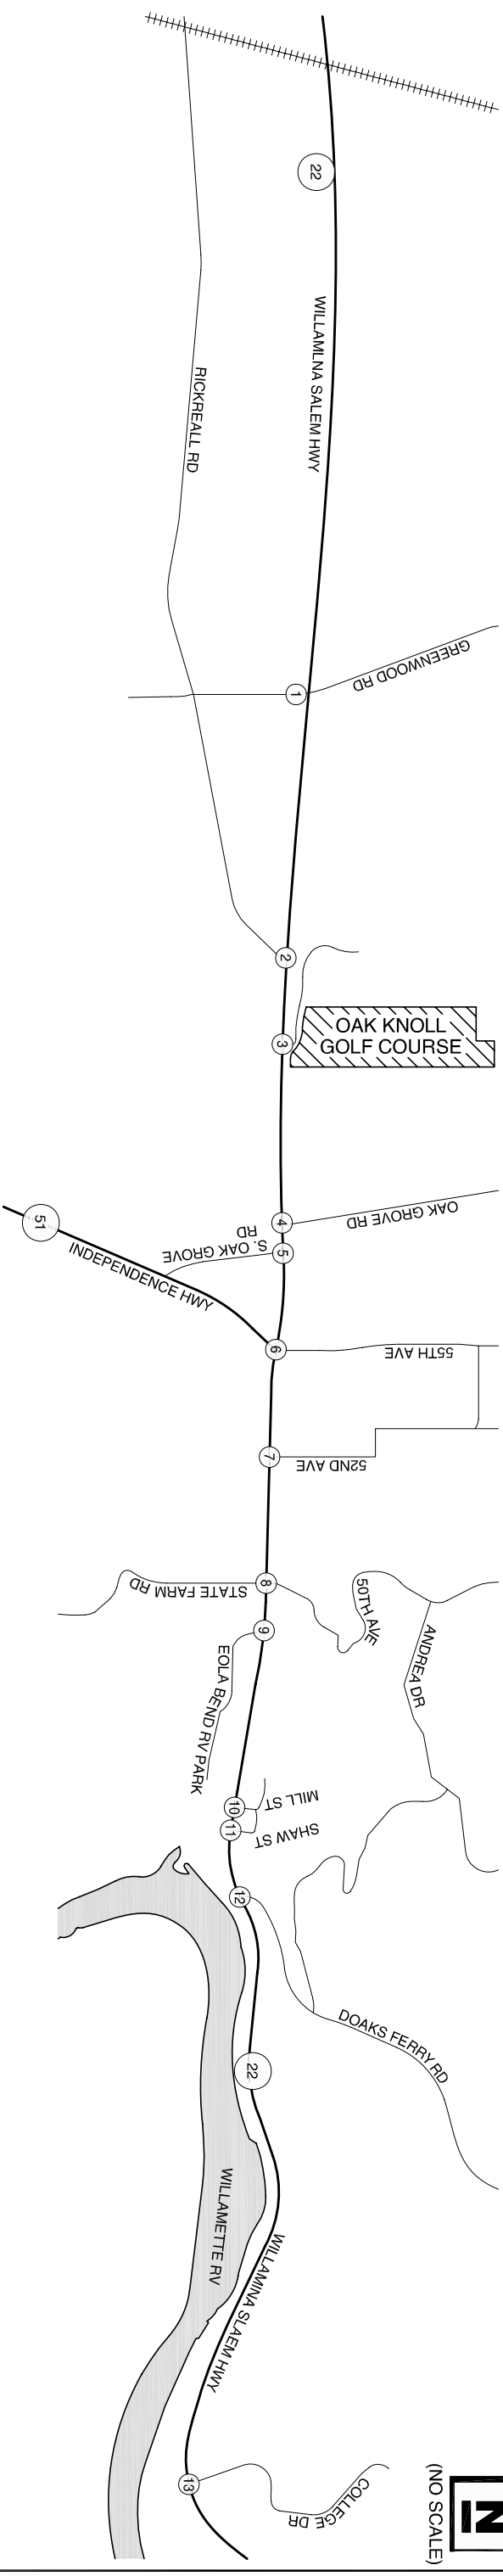 22
WILLAMLNA SALEM HWY
RICKREALL RD
GREENWOOD RD
1
2
OAK KNOLL
GOLF COURSE
3
OAK GROVE RD
4
S. OAK GROVE
RD
5
51
INDEPENDENCE HWY
6
55TH AVE
7
52ND AVE
8
STATE FARM RD
50TH AVE
9
ANDREA DR
EOLA BEND RV PARK
10
MILL ST
11
SHAW ST
12
DOAKS FERRY RD
22
WILLAMETTE RV
WILLAMINA SLAEM HWY
13
COLLEGE DR
N
(NO SCALE)